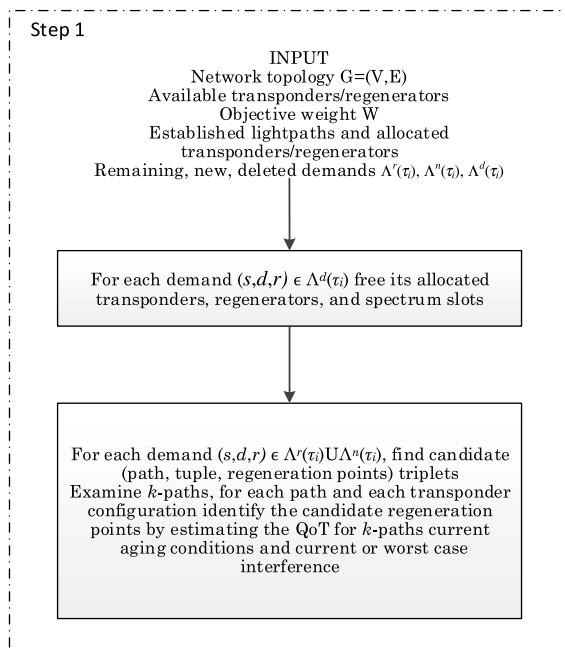 Step 1
INPUT
Network topology G=(V,E)
Available transponders/regenerators
Objective weight W
Established lightpaths and allocated
transponders/regenerators
Remaining, new, deleted demands Λʳ(τᵢ), Λⁿ(τᵢ), Λᵈ(τᵢ)
For each demand (s,d,r) ϵ Λᵈ(τᵢ) free its allocated
transponders, regenerators, and spectrum slots
For each demand (s,d,r) ϵ Λʳ(τᵢ)UΛⁿ(τᵢ), find candidate
(path, tuple, regeneration points) triplets
Examine k-paths, for each path and each transponder
configuration identify the candidate regeneration
points by estimating the QoT for k-paths current
aging conditions and current or worst case
interference